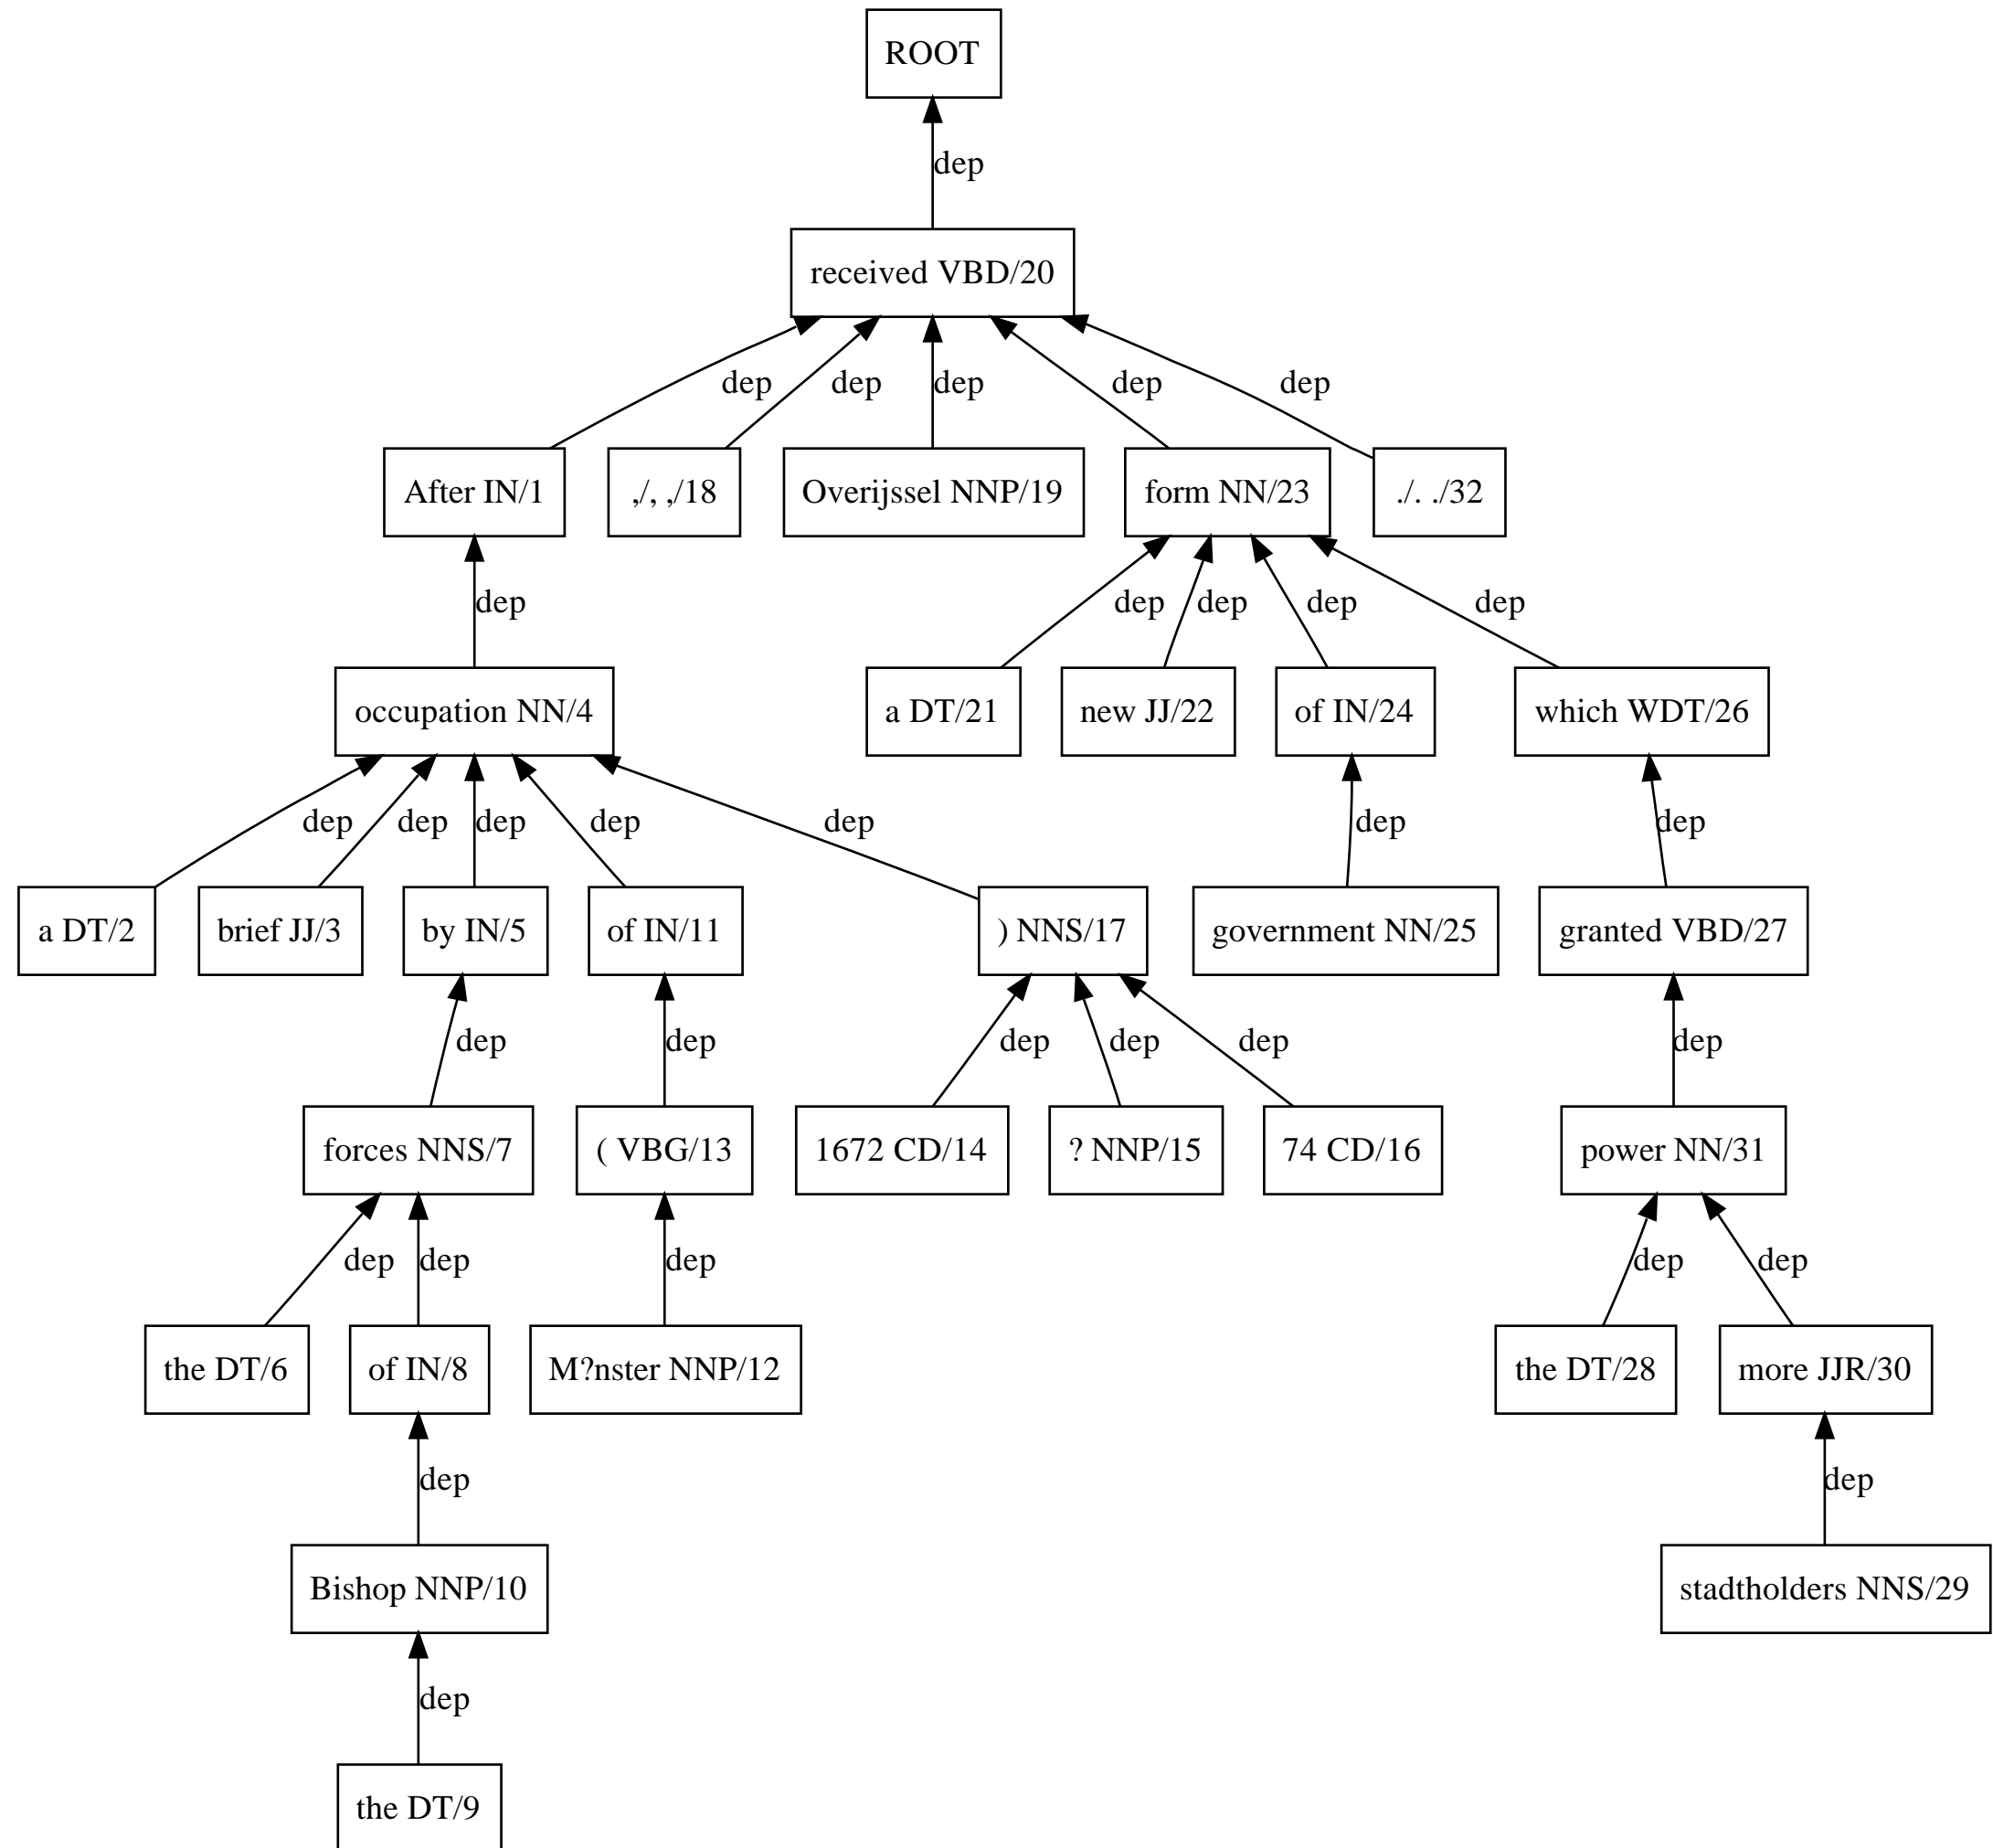 ROOT
dep
received VBD/20
dep dep dep dep dep
After IN/1 ,/, ,/18 Overijssel NNP/19 form NN/23 ./. ./32
dep dep dep dep dep
occupation NN/4 a DT/21 new JJ/22 of IN/24 which WDT/26
dep dep dep dep dep dep dep
a DT/2 brief JJ/3 by IN/5 of IN/11 ) NNS/17 government NN/25 granted VBD/27
dep dep dep dep dep dep
forces NNS/7 ( VBG/13 1672 CD/14 ? NNP/15 74 CD/16 power NN/31
dep dep dep dep dep
the DT/6 of IN/8 M?nster NNP/12 the DT/28 more JJR/30
dep dep
Bishop NNP/10 stadtholders NNS/29
dep
the DT/9